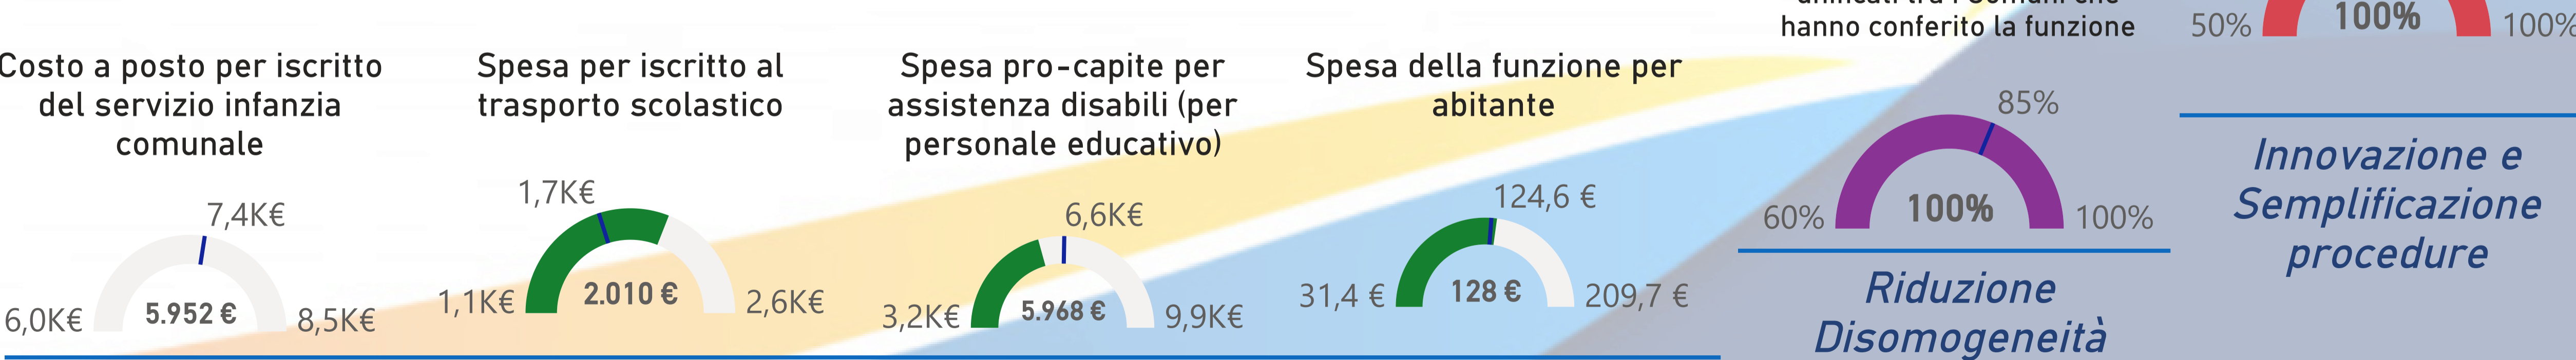 Costo a posto per iscritto
del servizio infanzia
comunale
7,4K€
6,0K€
5.952 €
8,5K€
Spesa per iscritto al
trasporto scolastico
1,7K€
1,1K€
2.010 €
2,6K€
Spesa pro-capite per
assistenza disabili (per
personale educativo)
6,6K€
3,2K€
5.968 €
9,9K€
Spesa della funzione per
abitante
124,6 €
31,4 €
128 €
209,7 €
hanno conferito la funzione
85%
60%
100%
100%
Riduzione
Disomogeneità
50%
100%
100%
Innovazione e
Semplificazione
procedure